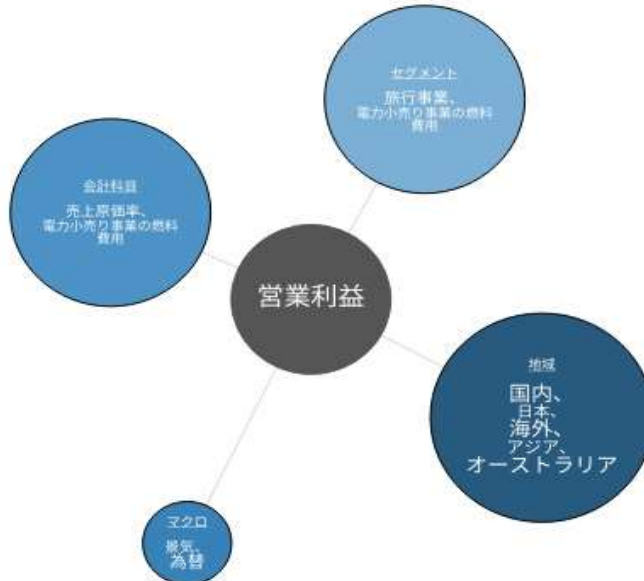 セグメント
旅行事業、
電力小売り事業の燃料
費用
会計科目
売上原価率、
電力小売り事業の燃料
費用
営業利益
地域
国内、
日本、
海外、
アジア、
オーストラリア
マクロ
景気、
為替